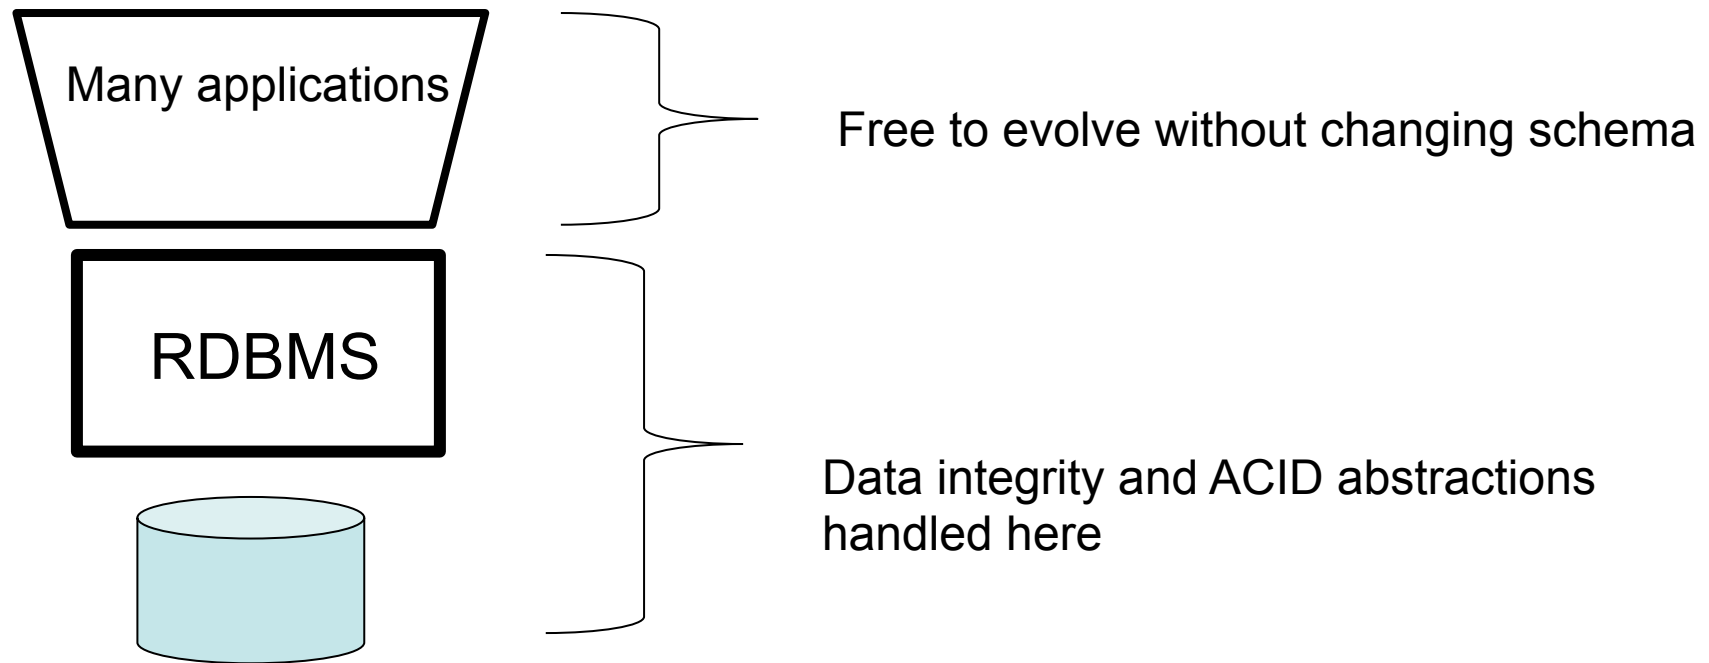 Many applications
Free to evolve without changing schema
RDBMS
Data integrity and ACID abstractions
handled here